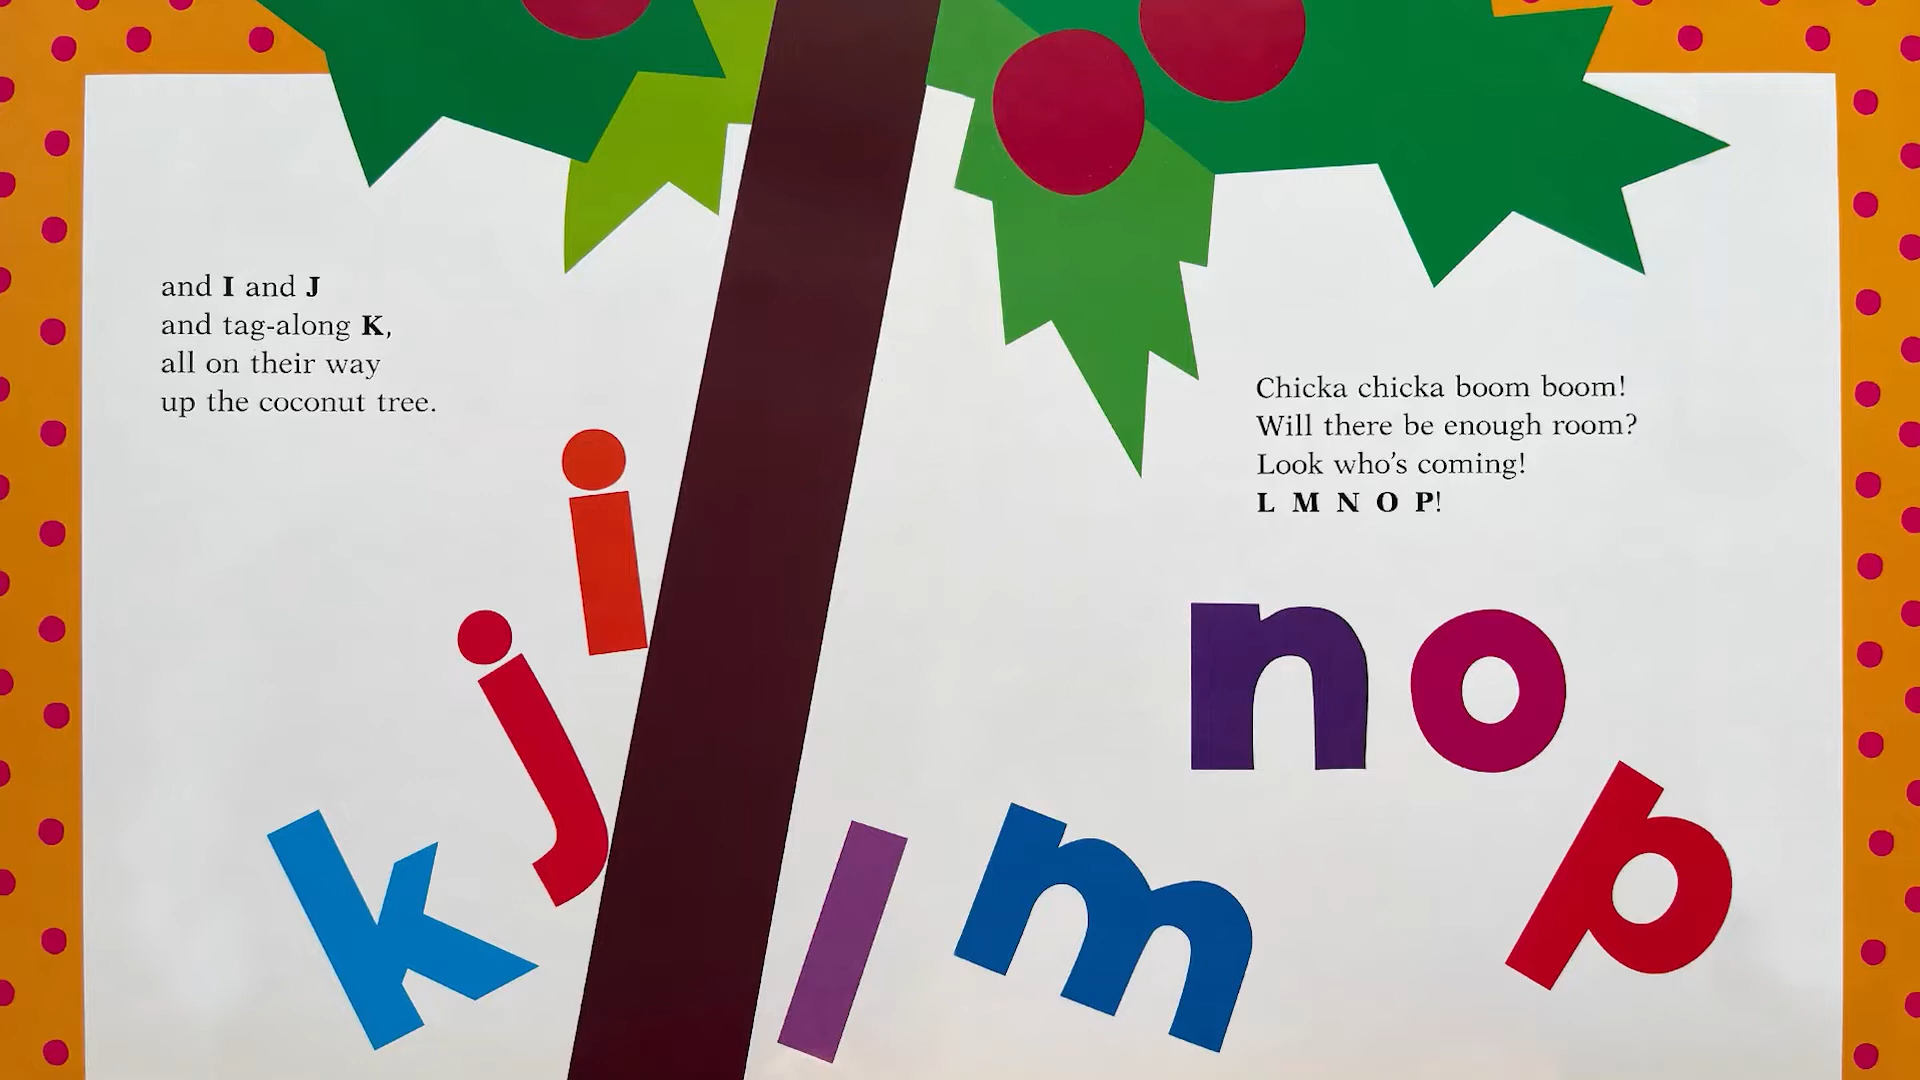 and I and J
and tag-along K,
all on their way
up the coconut tree.
Chicka chicka boom boom!
Will there be enough room?
Look who's coming!
L M N O P!
i
j
k
l
m
n
o
p